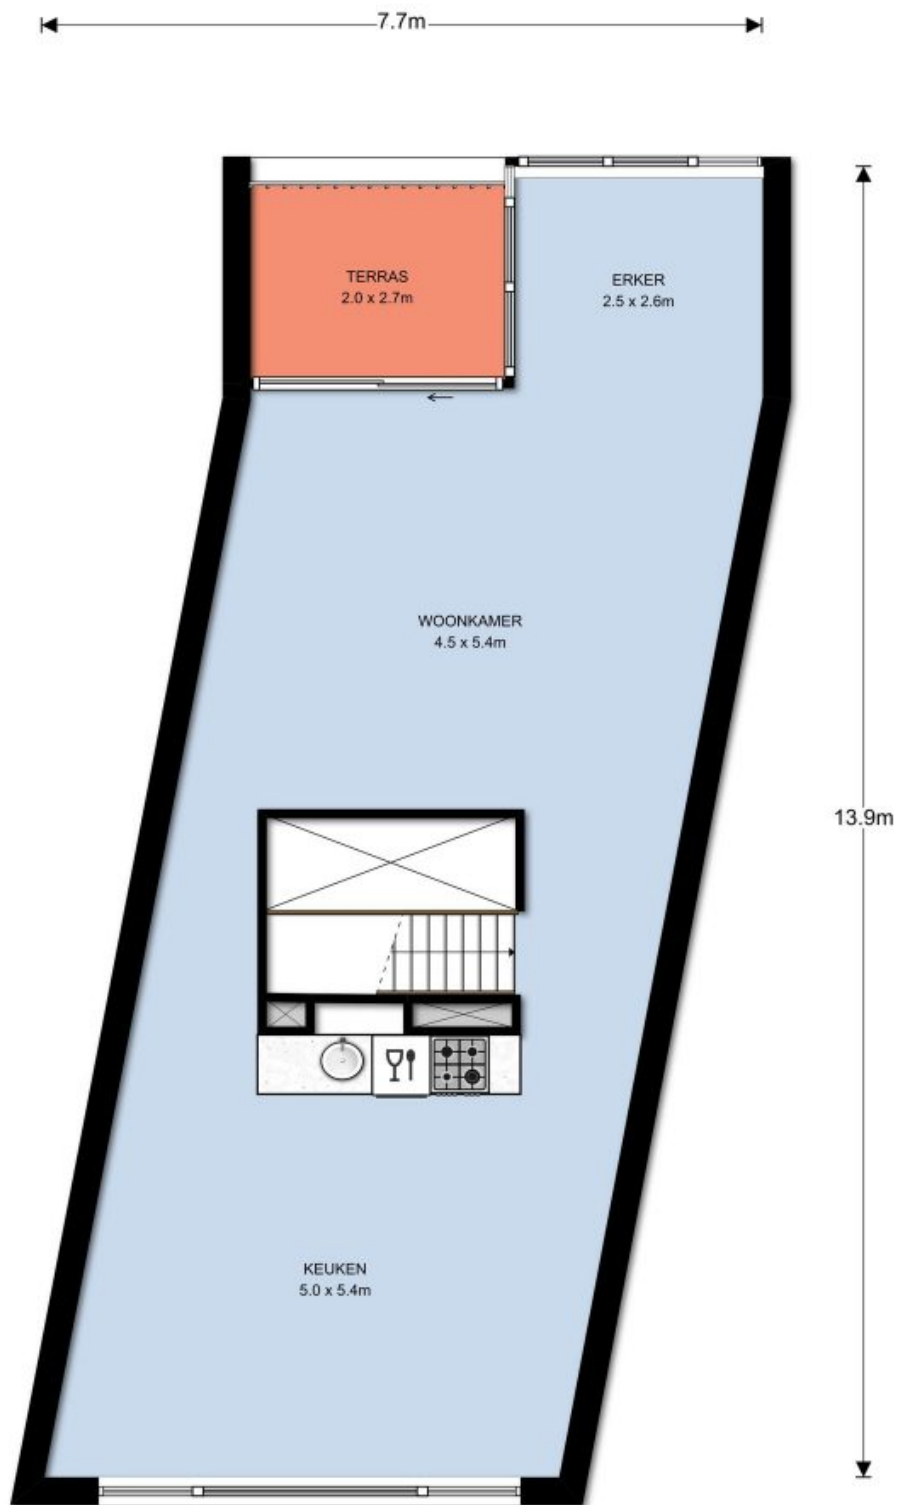 7.7m
TERRAS
2.0 x 2.7m
ERKER
2.5 x 2.6m
WOONKAMER
4.5 x 5.4m
13.9m
KEUKEN
5.0 x 5.4m